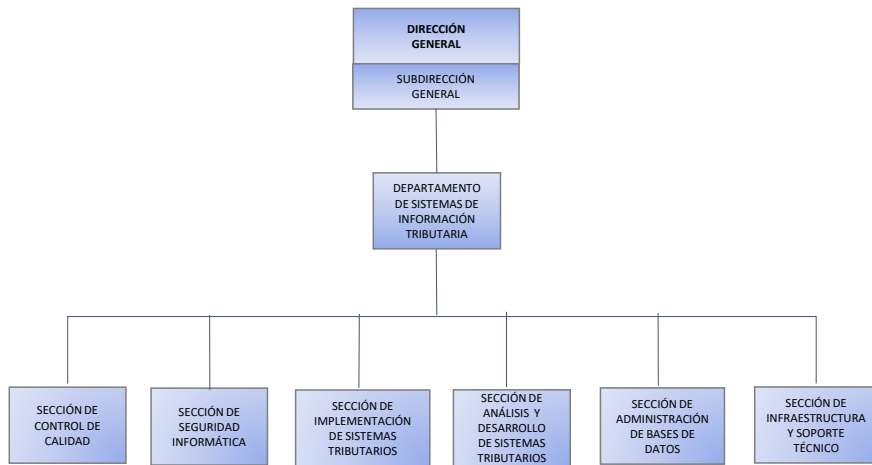 DIRECCIÓN
GENERAL
SUBDIRECCIÓN
GENERAL
DEPARTAMENTO
DE SISTEMAS DE
INFORMACIÓN
TRIBUTARIA
SECCIÓN DE
CONTROL DE
CALIDAD
SECCIÓN DE
SEGURIDAD
INFORMÁTICA
SECCIÓN DE
IMPLEMENTACIÓN
DE SISTEMAS
TRIBUTARIOS
SECCIÓN DE
ANÁLISIS Y
DESARROLLO
DE SISTEMAS
TRIBUTARIOS
SECCIÓN DE
ADMINISTRACIÓN
DE BASES DE
DATOS
SECCIÓN DE
INFRAESTRUCTURA
Y SOPORTE
TÉCNICO